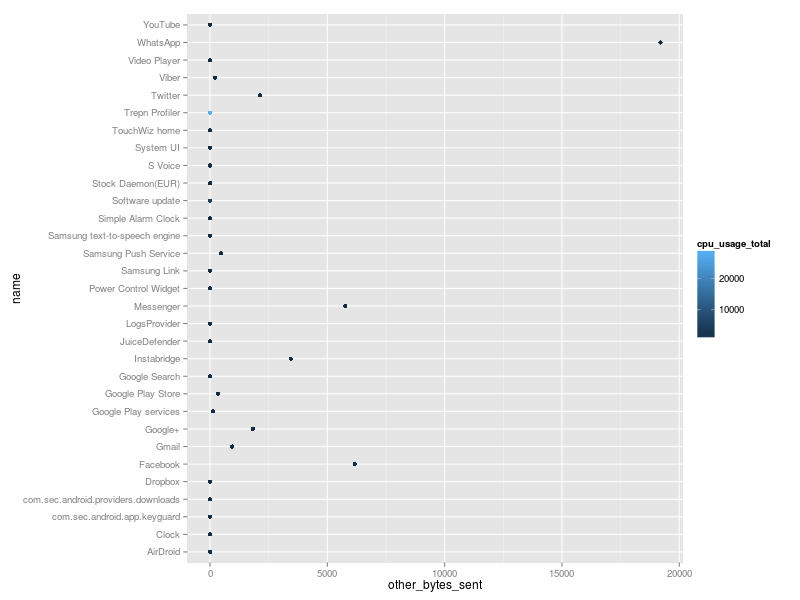 YouTube
WhatsApp
Video Player
Viber
Twitter
Trepn Profiler
TouchWiz home
System UI
S Voice
Stock Daemon(EUR)
Software update
Simple Alarm Clock
Samsung text-to-speech engine
Samsung Push Service
Samsung Link
Power Control Widget
Messenger
LogsProvider
JuiceDefender
Instabridge
Google Search
Google Play Store
Google Play services
Google+
Gmail
Facebook
Dropbox
com.sec.android.providers.downloads
com.sec.android.app.keyguard
Clock
AirDroid
name
0 5000 10000 15000 20000
other_bytes_sent
cpu_usage_total
20000
10000